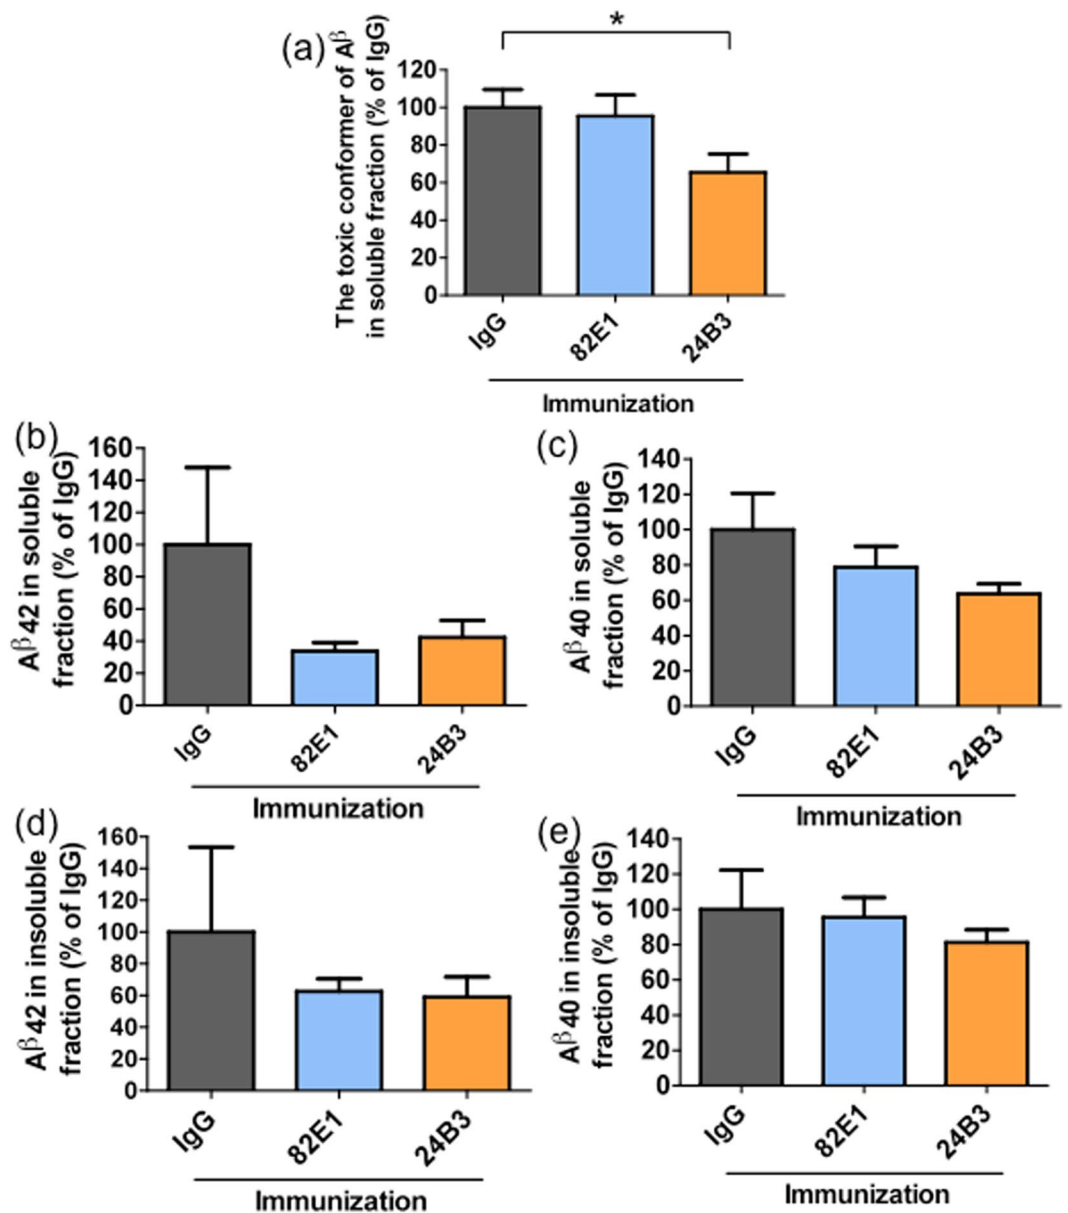 (a)
The toxic conformer of Aβ
in soluble fraction (% of IgG)
*
120
100
80
60
40
20
0
IgG
82E1
24B3
Immunization
(b)
Aβ42 in soluble
fraction (% of IgG)
160
140
120
100
80
60
40
20
0
IgG
82E1
24B3
Immunization
(c)
Aβ40 in soluble
fraction (% of IgG)
140
120
100
80
60
40
20
0
IgG
82E1
24B3
Immunization
(d)
Aβ42 in insoluble
fraction (% of IgG)
160
140
120
100
80
60
40
20
0
IgG
82E1
24B3
Immunization
(e)
Aβ40 in insoluble
fraction (% of IgG)
140
120
100
80
60
40
20
0
IgG
82E1
24B3
Immunization